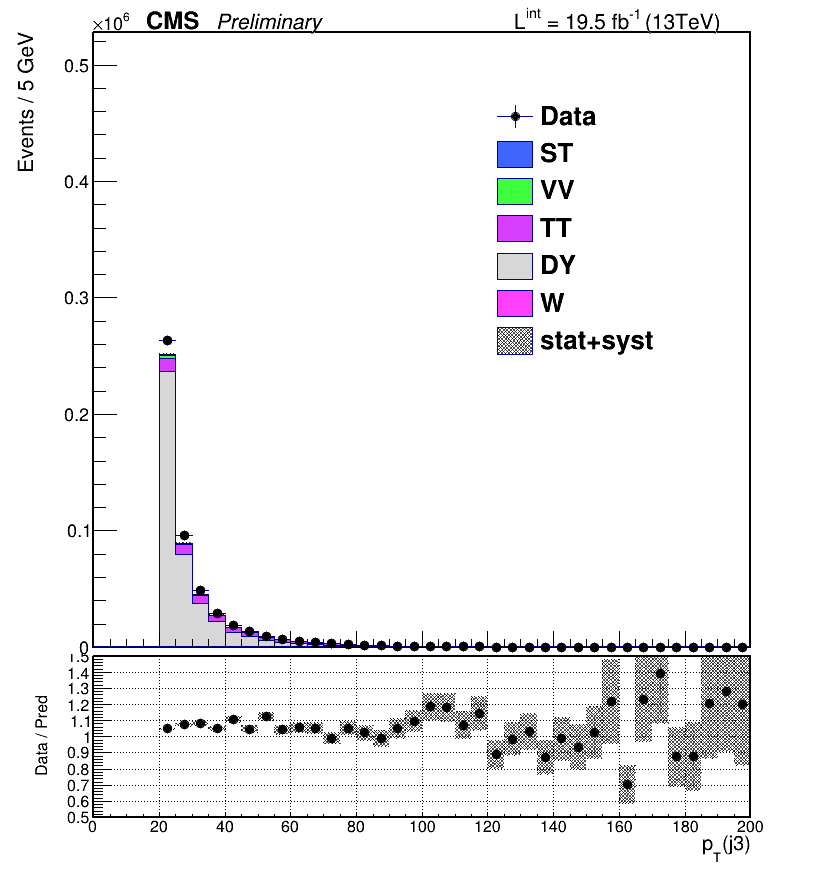 ×10⁶ CMS Preliminary L^int = 19.5 fb⁻¹ (13TeV)
Events / 5 GeV
0.5
0.4
0.3
0.2
0.1
0
Data
ST
VV
TT
DY
W
stat+syst
Data / Pred
1.5
1.4
1.3
1.2
1.1
1
0.9
0.8
0.7
0.6
0.5
0 20 40 60 80 100 120 140 160 180 200
p_T(j3)